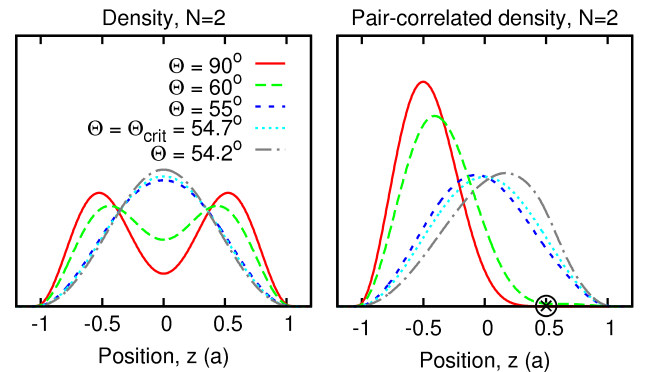 Density, N=2
Θ = 90°
Θ = 60°
Θ = 55°
Θ = Θcrit = 54.7°
Θ = 54.2°
-1 -0.5 0 0.5 1
Position, z (a)
Pair-correlated density, N=2
-1 -0.5 0 0.5 1
Position, z (a)